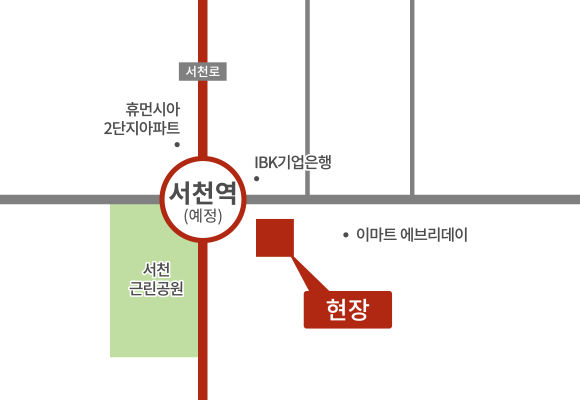 서천로
휴먼시아
2단지아파트
IBK기업은행
서천역
(예정)
이마트 에브리데이
서천
근린공원
현장